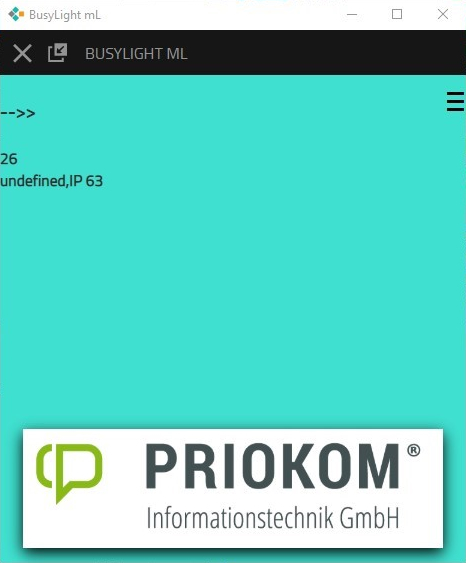 BusyLight mL
BUSYLIGHT ML
-->>
26
undefined,IP 63
PRIOKOM®
Informationstechnik GmbH